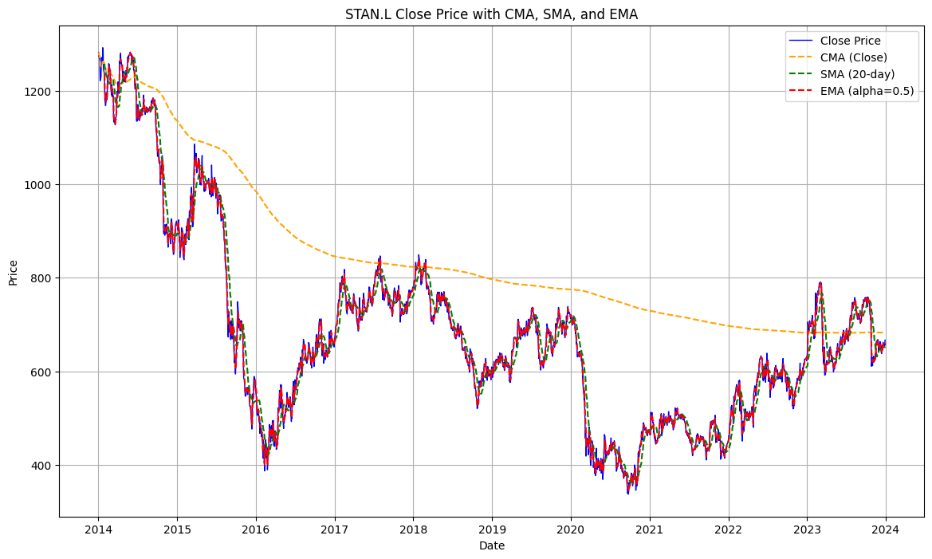 STAN.L Close Price with CMA, SMA, and EMA
Close Price
CMA (Close)
SMA (20-day)
EMA (alpha=0.5)
Price
1200
1000
800
600
400
2014 2015 2016 2017 2018 2019 2020 2021 2022 2023 2024
Date